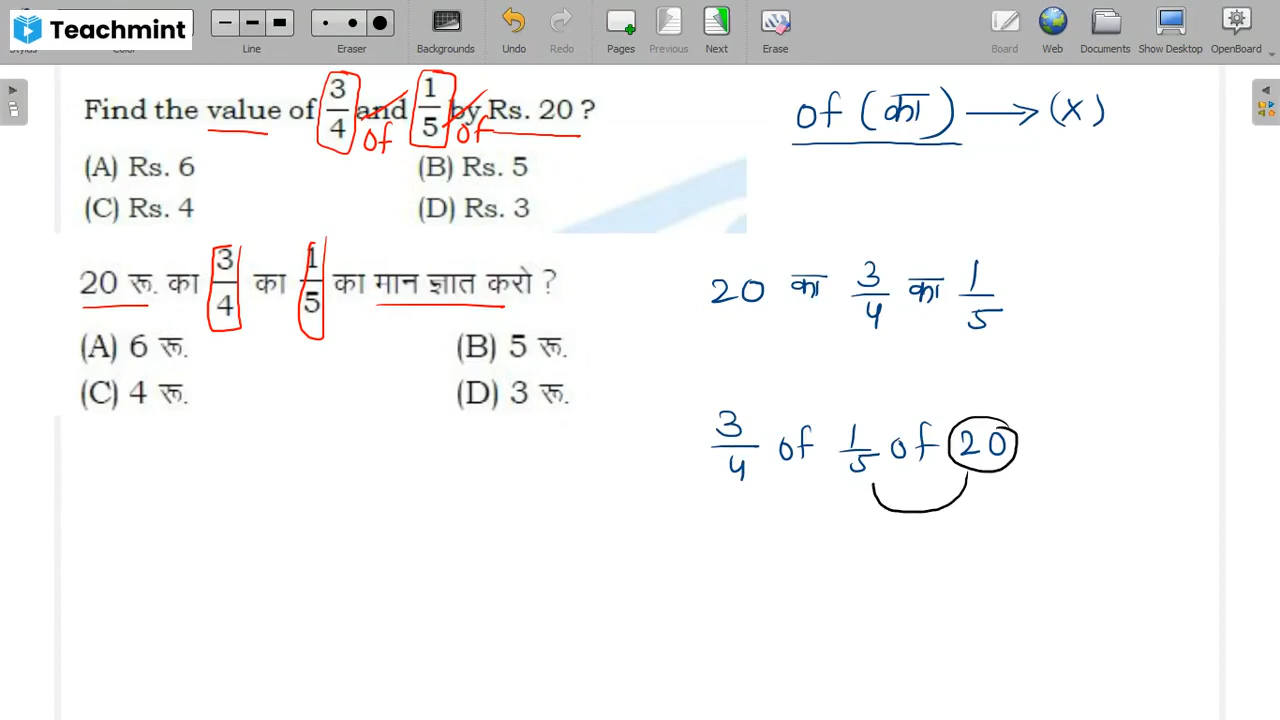 Teachmint
Line
Eraser
Backgrounds
Undo
Redo
Pages
Previous
Next
Erase
Board
Web
Documents
Show Desktop
OpenBoard
Find the value of 3/4 and 1/5 by Rs. 20 ?
of of
(A) Rs. 6 (B) Rs. 5
(C) Rs. 4 (D) Rs. 3
20 रू. का 3/4 का 1/5 का मान ज्ञात करो ?
(A) 6 रू. (B) 5 रू.
(C) 4 रू. (D) 3 रू.
of (का) → (×)
20 का 3/4 का 1/5
3/4 of 1/5 of 20